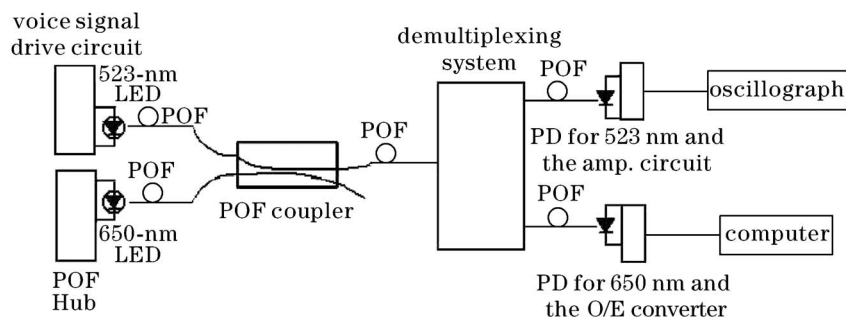 voice signal
drive circuit
523-nm
LED
POF
POF
650-nm
LED
POF
Hub
POF coupler
POF
demultiplexing
system
POF
oscillograph
PD for 523 nm and
the amp. circuit
POF
computer
PD for 650 nm and
the O/E converter